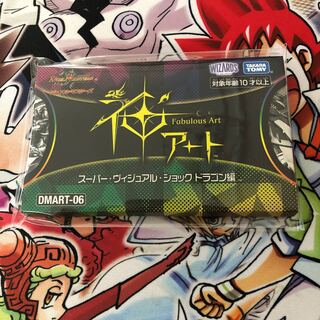 WIZARDS
TAKARA TOMY
対象年齢10才以上
神
Fabulous Art
アート
スーパー・ヴィジュアル・ショック ドラゴン編
DMART-06